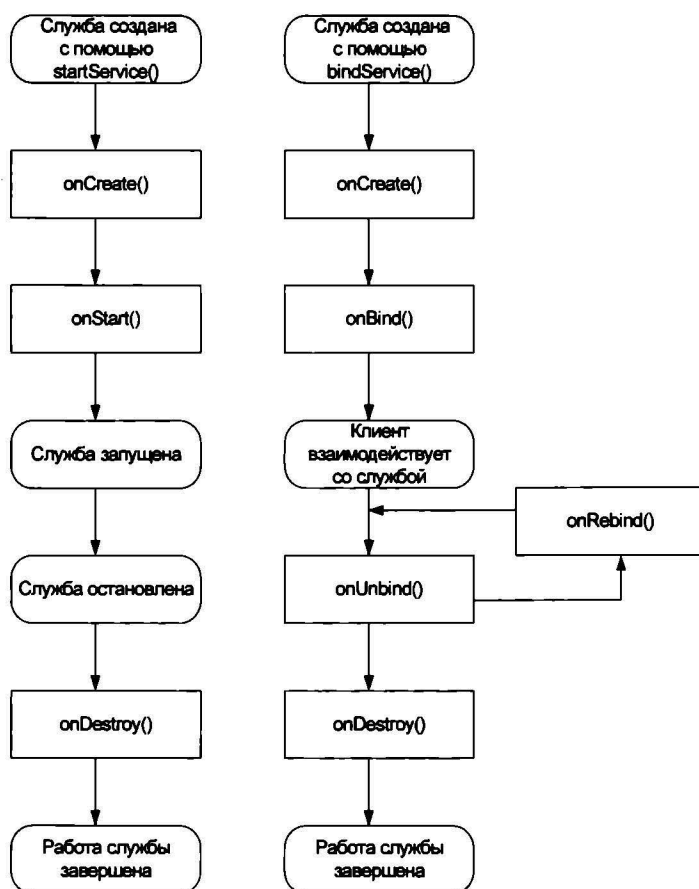 Служба создана
с помощью
startService()
onCreate()
onStart()
Служба запущена
Служба остановлена
onDestroy()
Работа службы
завершена
Служба создана
с помощью
bindService()
onCreate()
onBind()
Клиент
взаимодействует
со службой
onRebind()
onUnbind()
onDestroy()
Работа службы
завершена